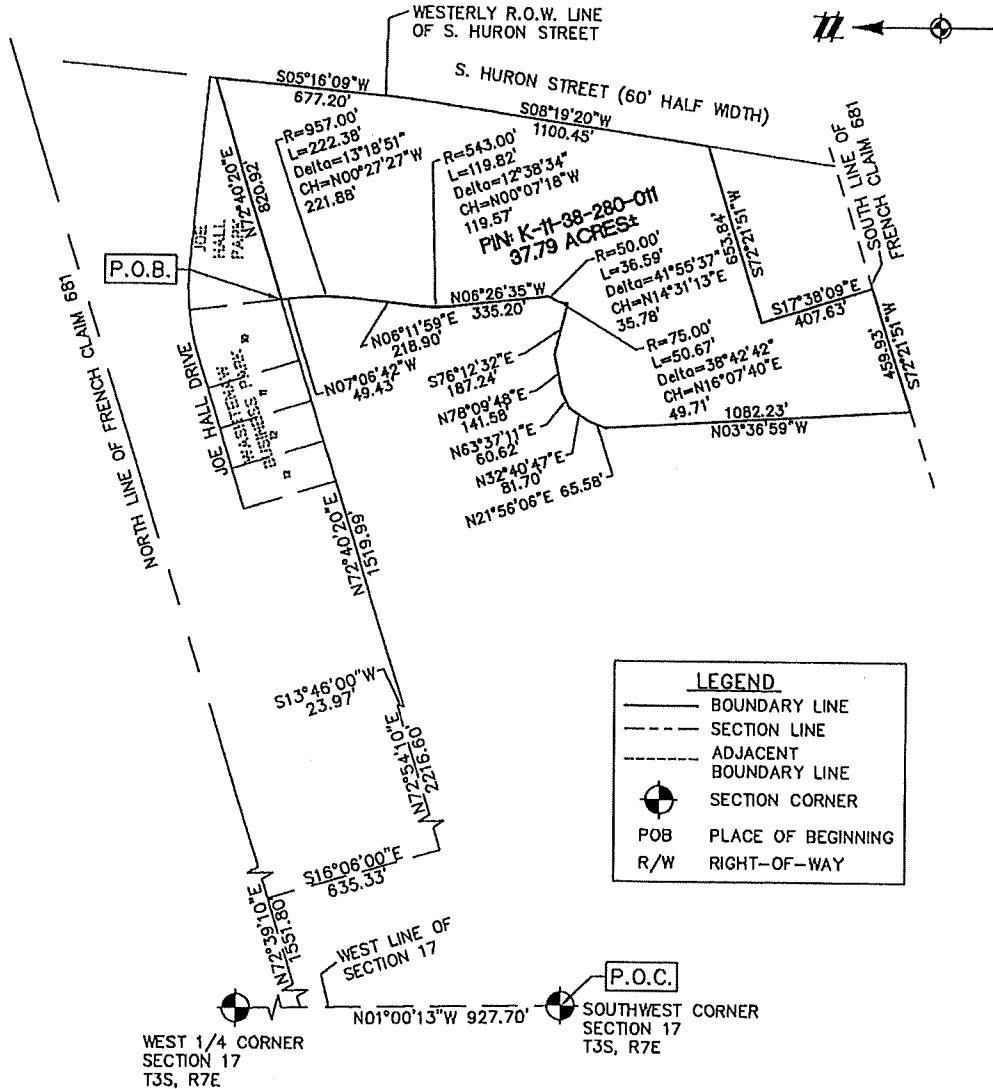 WESTERLY R.O.W. LINE
OF S. HURON STREET
S05°16'09"W
677.20'
S. HURON STREET (60' HALF WIDTH)
S08°19'20"W
1100.45'
SOUTH LINE OF
FRENCH CLAIM 681
R=957.00'
L=222.38'
Delta=13°18'51"
CH=N00°27'27"W
221.88'
R=543.00'
L=119.82'
Delta=12°38'34"
CH=N00°07'18"W
119.57'
PIN: K-11-38-280-011
37.79 ACRES±
N72°40'20"E
820.92'
JOE
HALL
PARK
P.O.B.
R=50.00'
L=36.59'
Delta=41°55'37"
CH=N14°31'13"E
35.78'
S72°21'51"W
653.84'
S17°38'09"E
407.63'
S72°21'51"W
459.93'
N06°26'35"W
335.20'
N06°11'59"E
218.90'
N07°06'42"W
49.43'
R=75.00'
L=50.67'
Delta=38°42'42"
CH=N16°07'40"E
49.71'
S76°12'32"E
187.24'
N78°09'48"E
141.58'
N63°37'11"E
60.62'
N32°40'47"E
81.70'
N21°56'06"E 65.58'
1082.23'
N03°36'59"W
JOE HALL DRIVE
WASHTENAW
BUSINESS PARK
10
11
12
NORTH LINE OF FRENCH CLAIM 681
N72°40'20"E
1519.99'
S13°46'00"W
23.97'
N72°54'10"E
2216.60'
S16°06'00"E
635.33'
N72°39'10"E
1551.80'
WEST LINE OF
SECTION 17
N01°00'13"W 927.70'
P.O.C.
SOUTHWEST CORNER
SECTION 17
T3S, R7E
WEST 1/4 CORNER
SECTION 17
T3S, R7E
LEGEND
BOUNDARY LINE
SECTION LINE
ADJACENT
BOUNDARY LINE
SECTION CORNER
POB PLACE OF BEGINNING
R/W RIGHT-OF-WAY